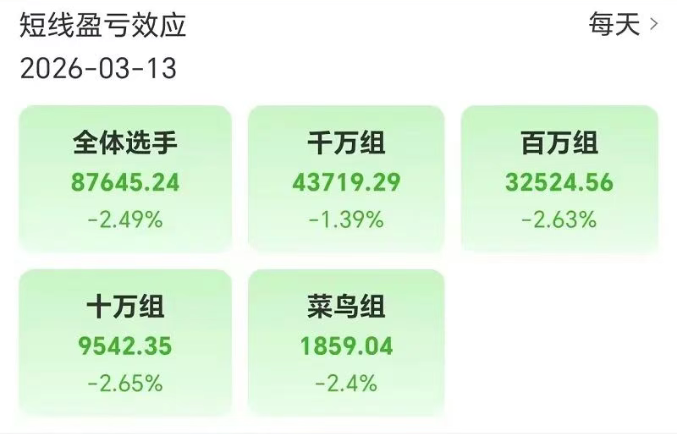 短线盈亏效应
每天 >
2026-03-13
全体选手
87645.24
-2.49%
千万组
43719.29
-1.39%
百万组
32524.56
-2.63%
十万组
9542.35
-2.65%
菜鸟组
1859.04
-2.4%